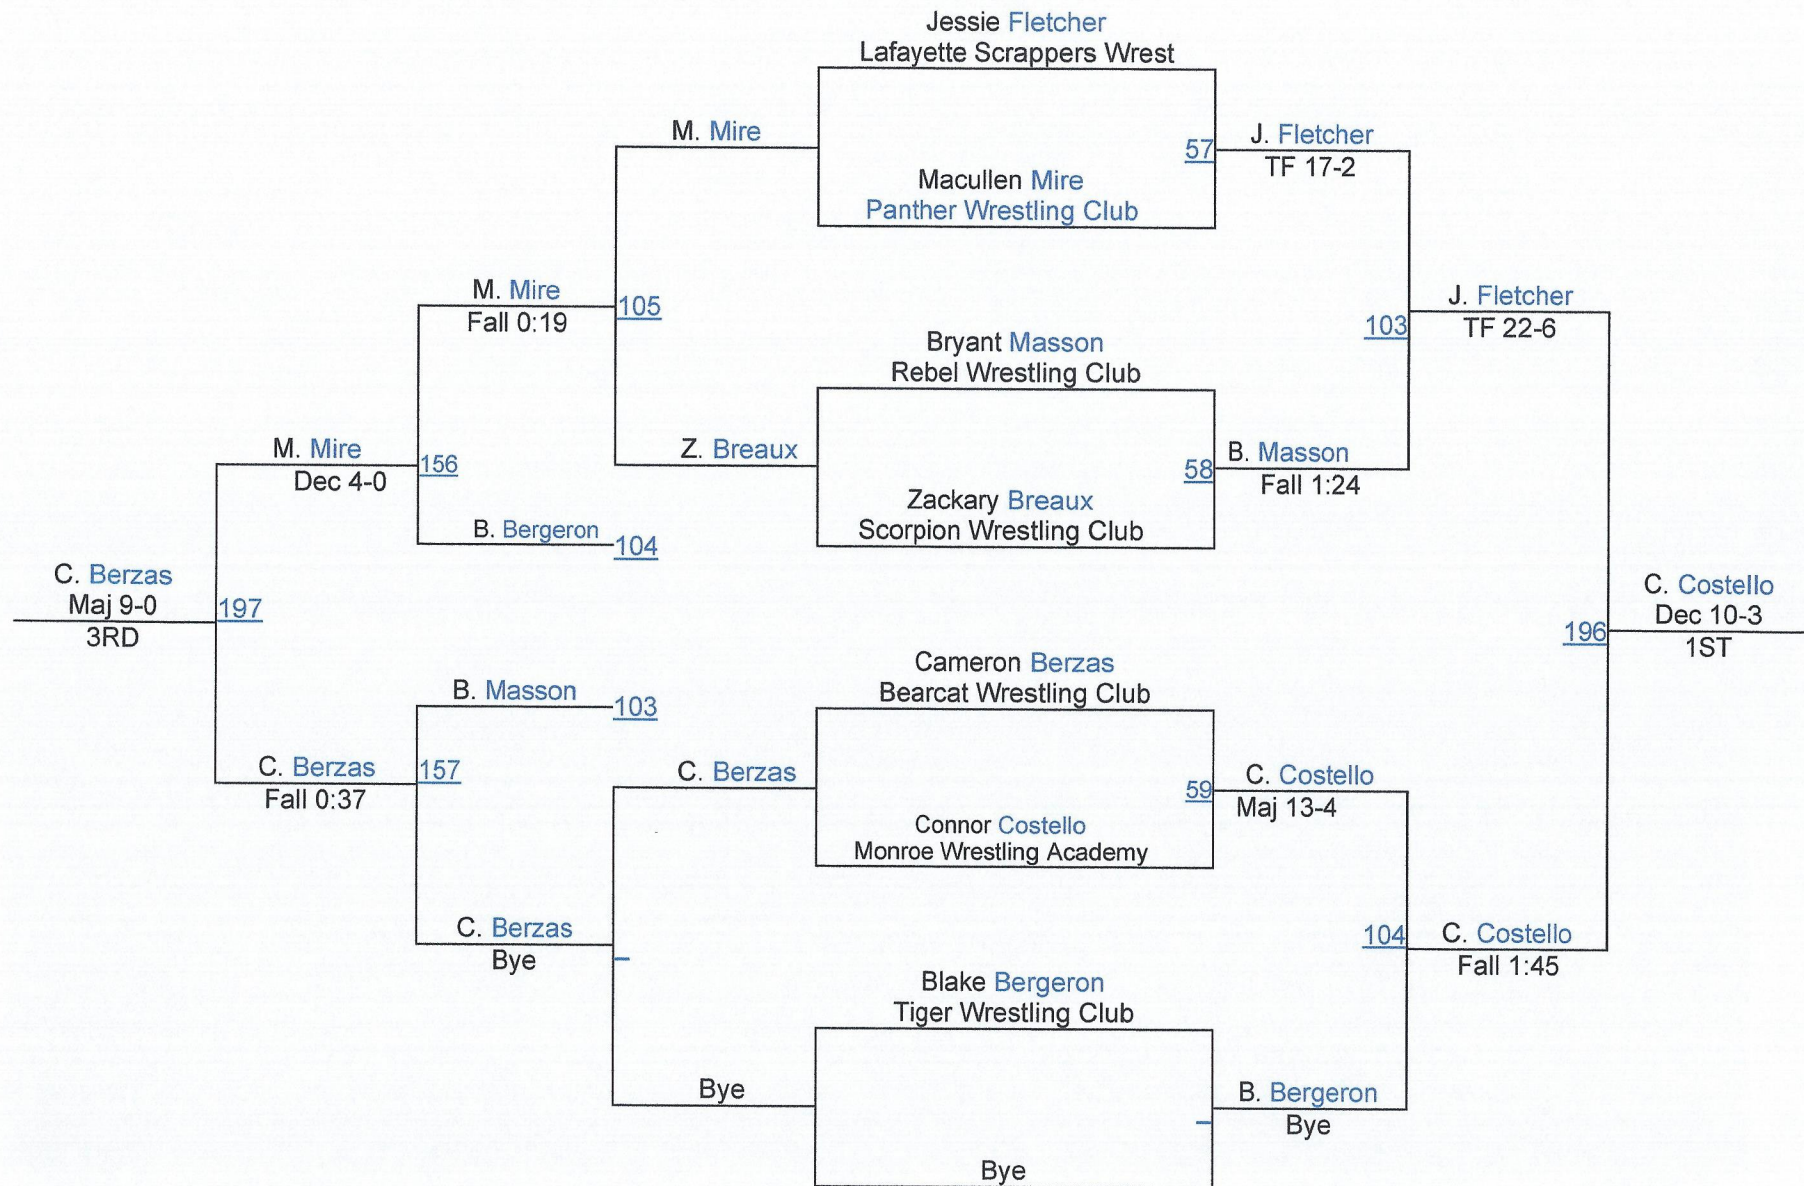 Jessie Fletcher
Lafayette Scrappers Wrest
M. Mire
57
J. Fletcher
TF 17-2
Macullen Mire
Panther Wrestling Club
M. Mire
Fall 0:19
105
103
J. Fletcher
TF 22-6
Bryant Masson
Rebel Wrestling Club
M. Mire
Dec 4-0
156
Z. Breaux
58
B. Masson
Fall 1:24
Zackary Breaux
Scorpion Wrestling Club
B. Bergeron
104
C. Berzas
Maj 9-0
3RD
197
196
C. Costello
Dec 10-3
1ST
Cameron Berzas
Bearcat Wrestling Club
B. Masson
103
C. Berzas
Fall 0:37
157
C. Berzas
59
C. Costello
Maj 13-4
Connor Costello
Monroe Wrestling Academy
C. Berzas
Bye
-
104
C. Costello
Fall 1:45
Blake Bergeron
Tiger Wrestling Club
Bye
-
B. Bergeron
Bye
Bye